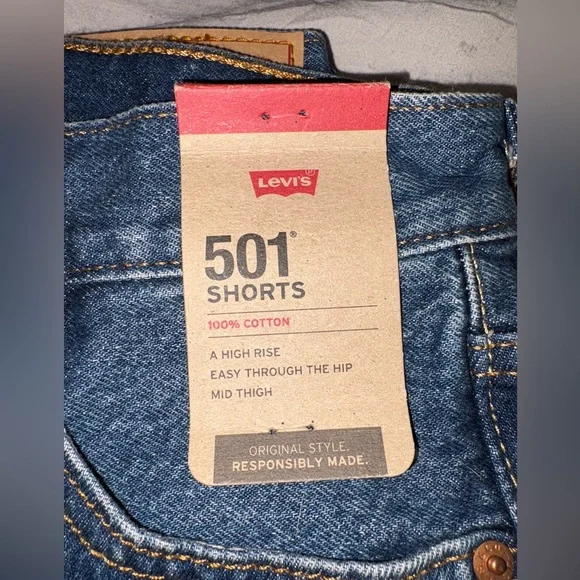 LEVI'S®
501®
SHORTS
100% COTTON
A HIGH RISE
EASY THROUGH THE HIP
MID THIGH
ORIGINAL STYLE.
RESPONSIBLY MADE.